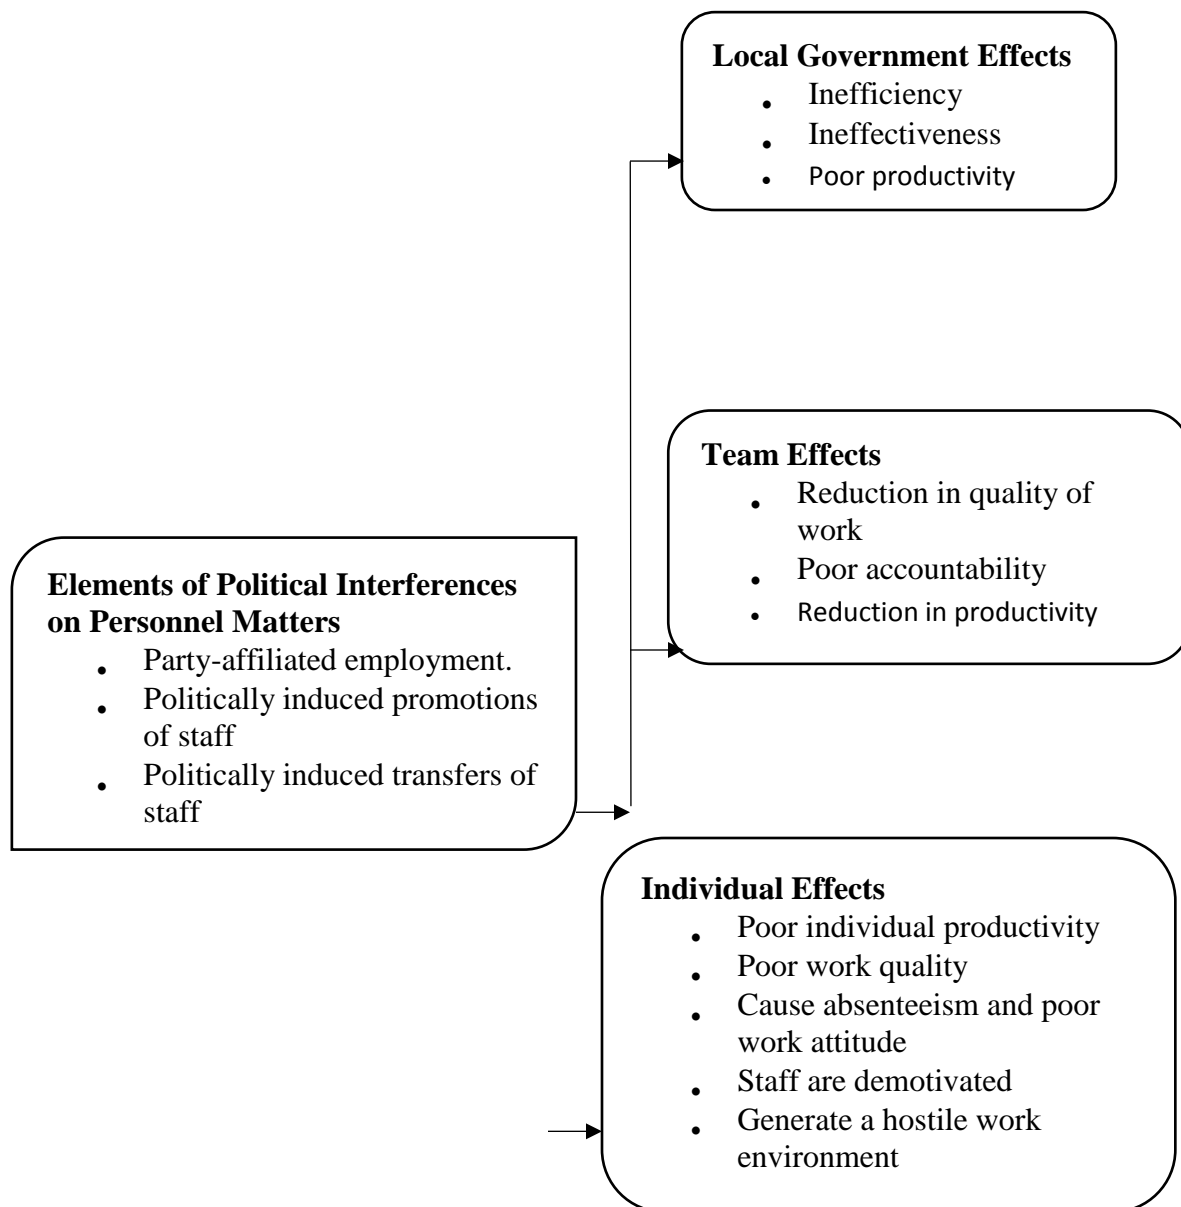 Local Government Effects
• Inefficiency
• Ineffectiveness
• Poor productivity
Team Effects
• Reduction in quality of
work
• Poor accountability
• Reduction in productivity
Elements of Political Interferences
on Personnel Matters
• Party-affiliated employment.
• Politically induced promotions
of staff
• Politically induced transfers of
staff
Individual Effects
• Poor individual productivity
• Poor work quality
• Cause absenteeism and poor
work attitude
• Staff are demotivated
• Generate a hostile work
environment